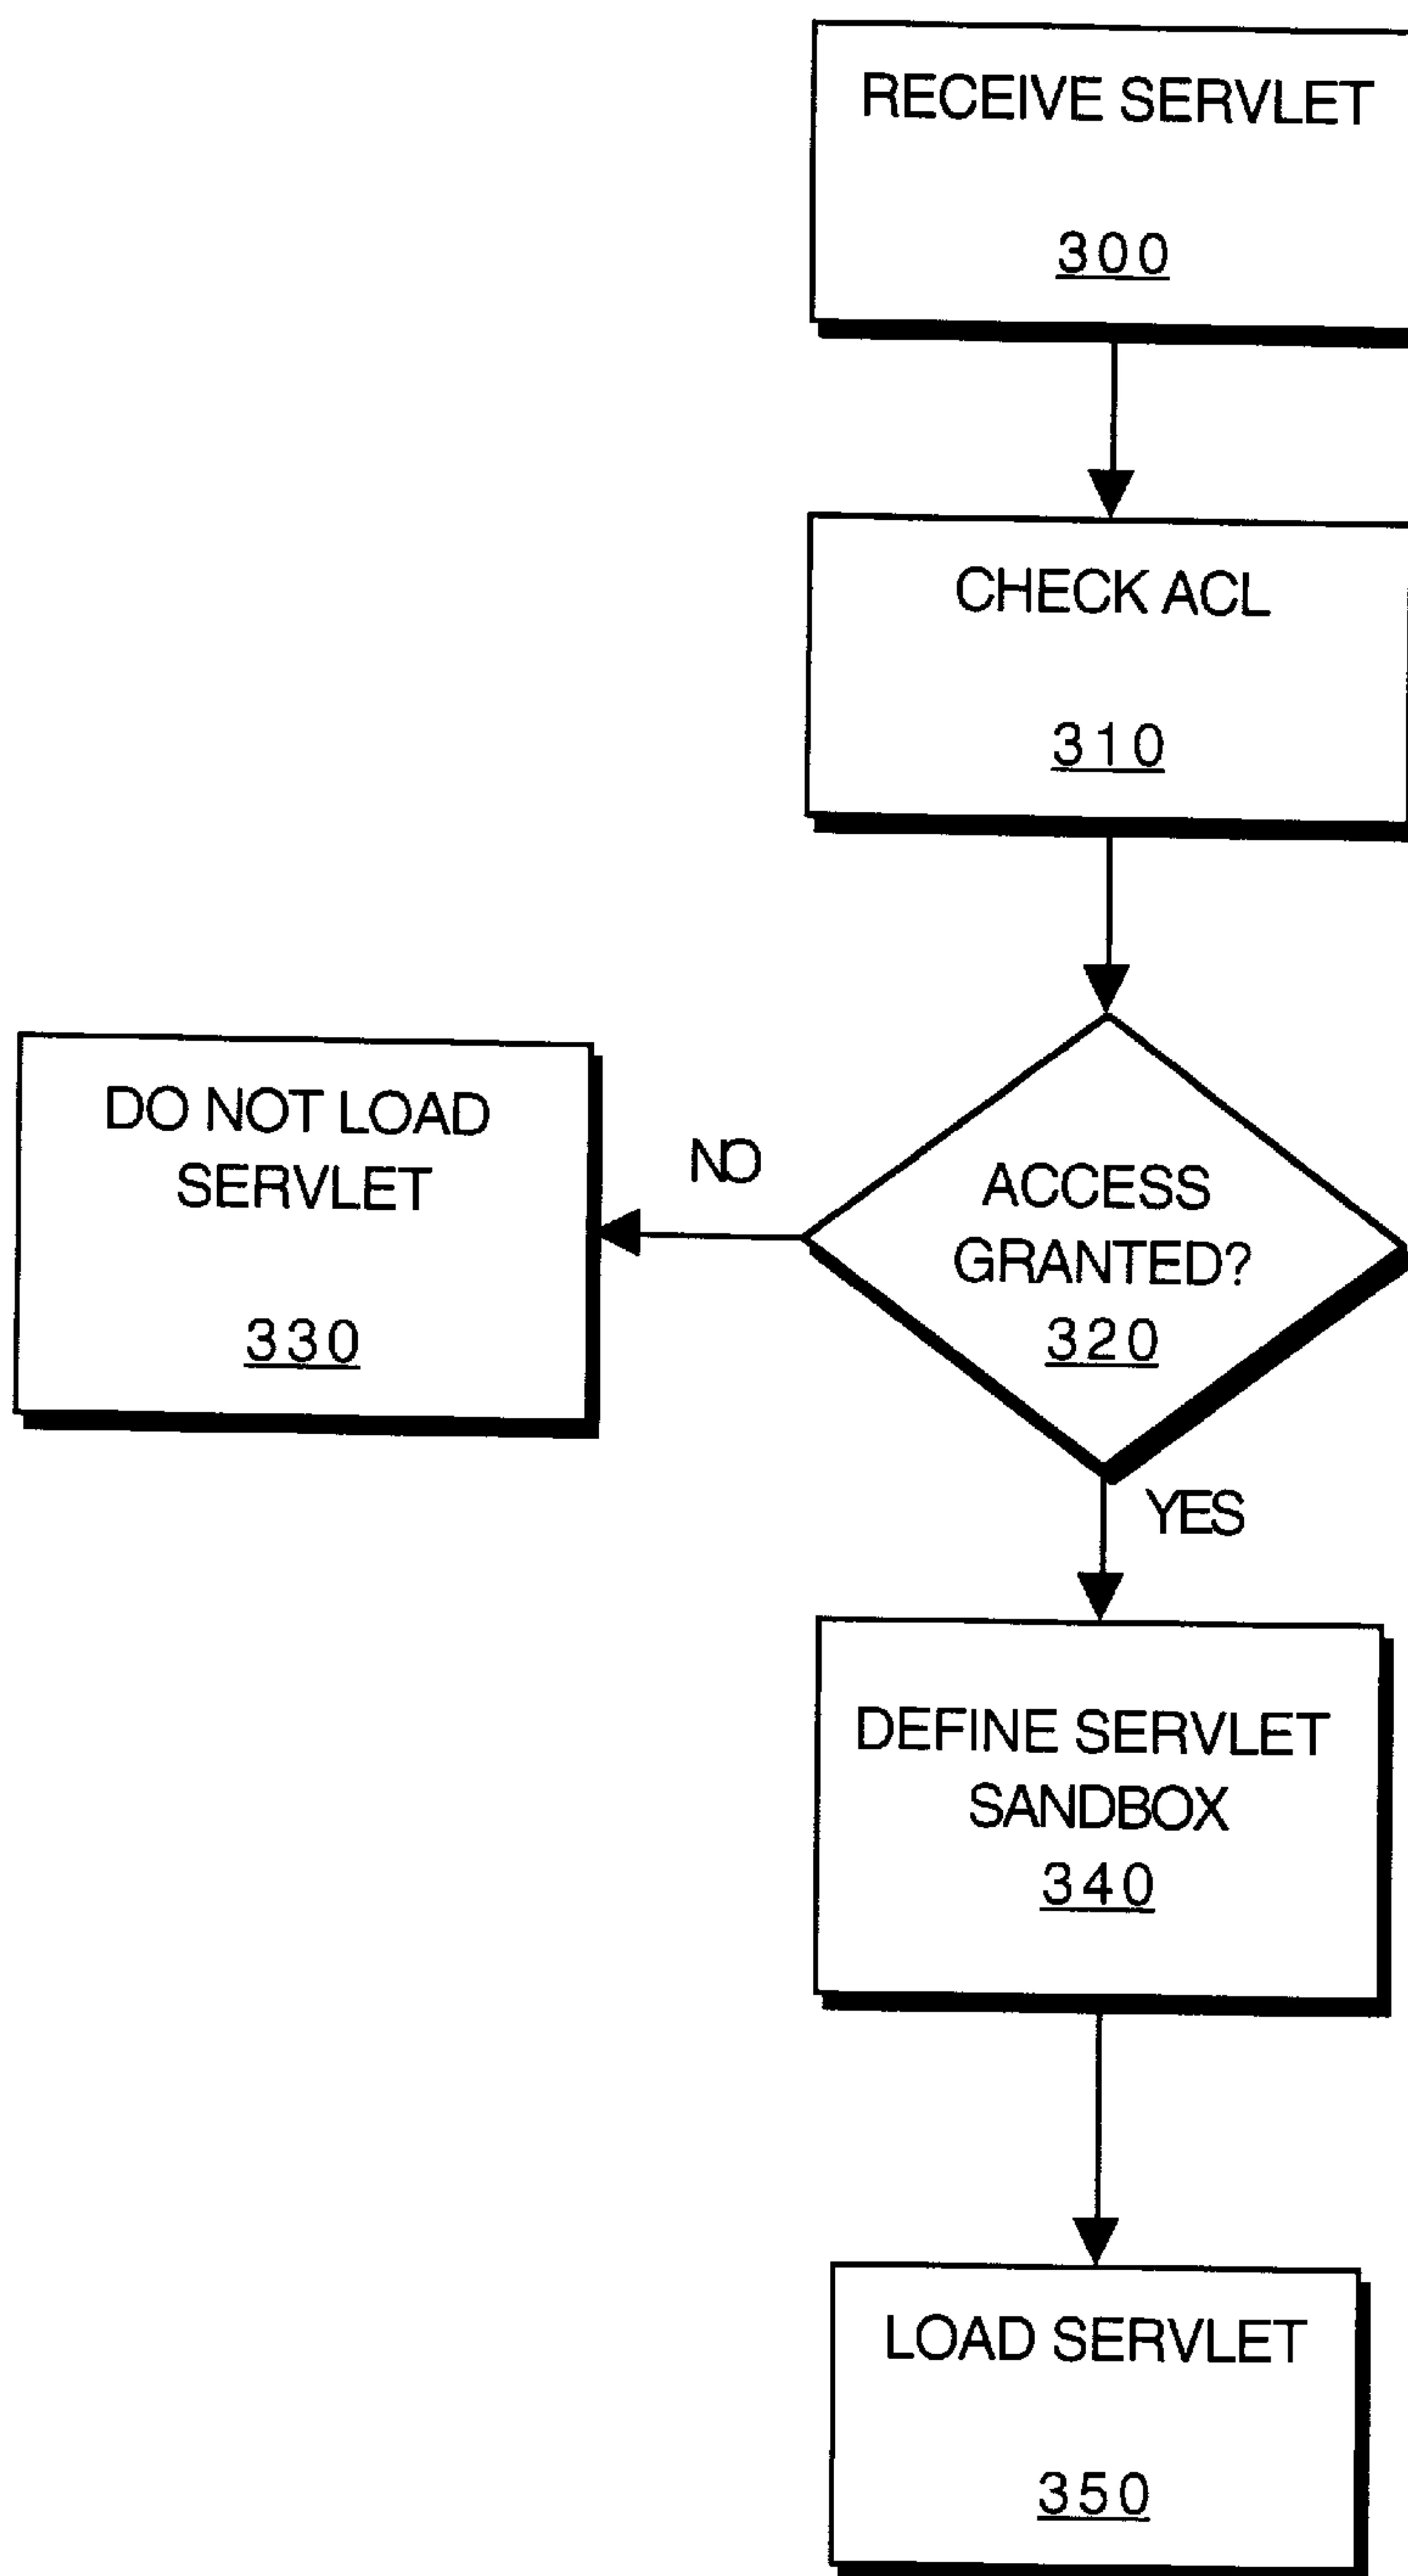 RECEIVE SERVLET
300
CHECK ACL
310
ACCESS
GRANTED?
320
NO
DO NOT LOAD
SERVLET
330
YES
DEFINE SERVLET
SANDBOX
340
LOAD SERVLET
350